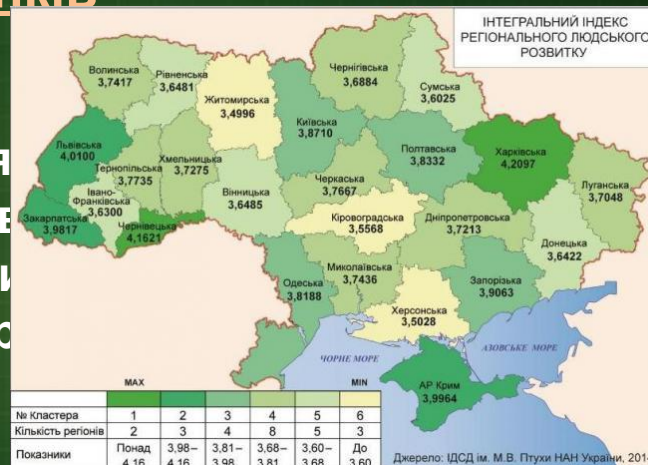 ІНТЕГРАЛЬНИЙ ІНДЕКС
РЕГІОНАЛЬНОГО ЛЮДСЬКОГО
РОЗВИТКУ
Волинська
3,7417
Рівненська
3,6481
Житомирська
3,4996
Київська
3,8710
Чернігівська
3,6884
Сумська
3,6025
Львівська
4,0100
Тернопільська
3,7735
Хмельницька
3,7275
Вінницька
3,6485
Черкаська
3,7667
Полтавська
3,8332
Харківська
4,2097
Луганська
3,7048
Івано-
Франківська
3,6300
Закарпатська
3,9817
Чернівецька
4,1621
Кіровоградська
3,5568
Дніпропетровська
3,7213
Донецька
3,6422
Одеська
3,8188
Миколаївська
3,7436
Запорізька
3,9063
Херсонська
3,5028
ЧОРНЕ МОРЕ
АЗОВСЬКЕ МОРЕ
АР Крим
3,9964
MAX MIN
№ Кластера 1 2 3 4 5 6
Кількість регіонів 2 3 4 8 5 3
Показники Понад 4,16 3,98– 4,16 3,81– 3,98 3,68– 3,81 3,60– 3,68 До 3,60
Джерело: ІДСД ім. М.В. Птухи НАН України, 201